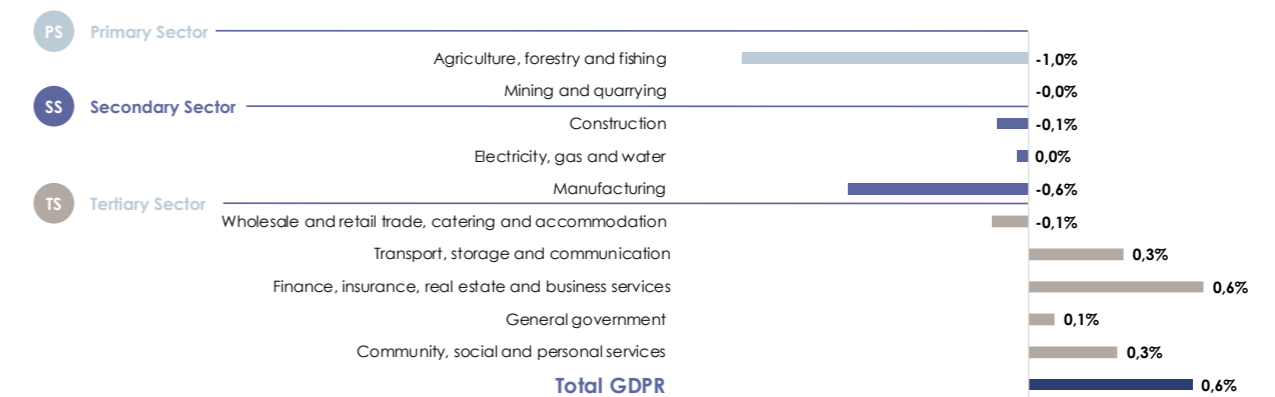 PS Primary Sector
Agriculture, forestry and fishing -1,0%
Mining and quarrying -0,0%
SS Secondary Sector
Construction -0,1%
Electricity, gas and water 0,0%
Manufacturing -0,6%
TS Tertiary Sector
Wholesale and retail trade, catering and accommodation -0,1%
Transport, storage and communication 0,3%
Finance, insurance, real estate and business services 0,6%
General government 0,1%
Community, social and personal services 0,3%
Total GDPR 0,6%